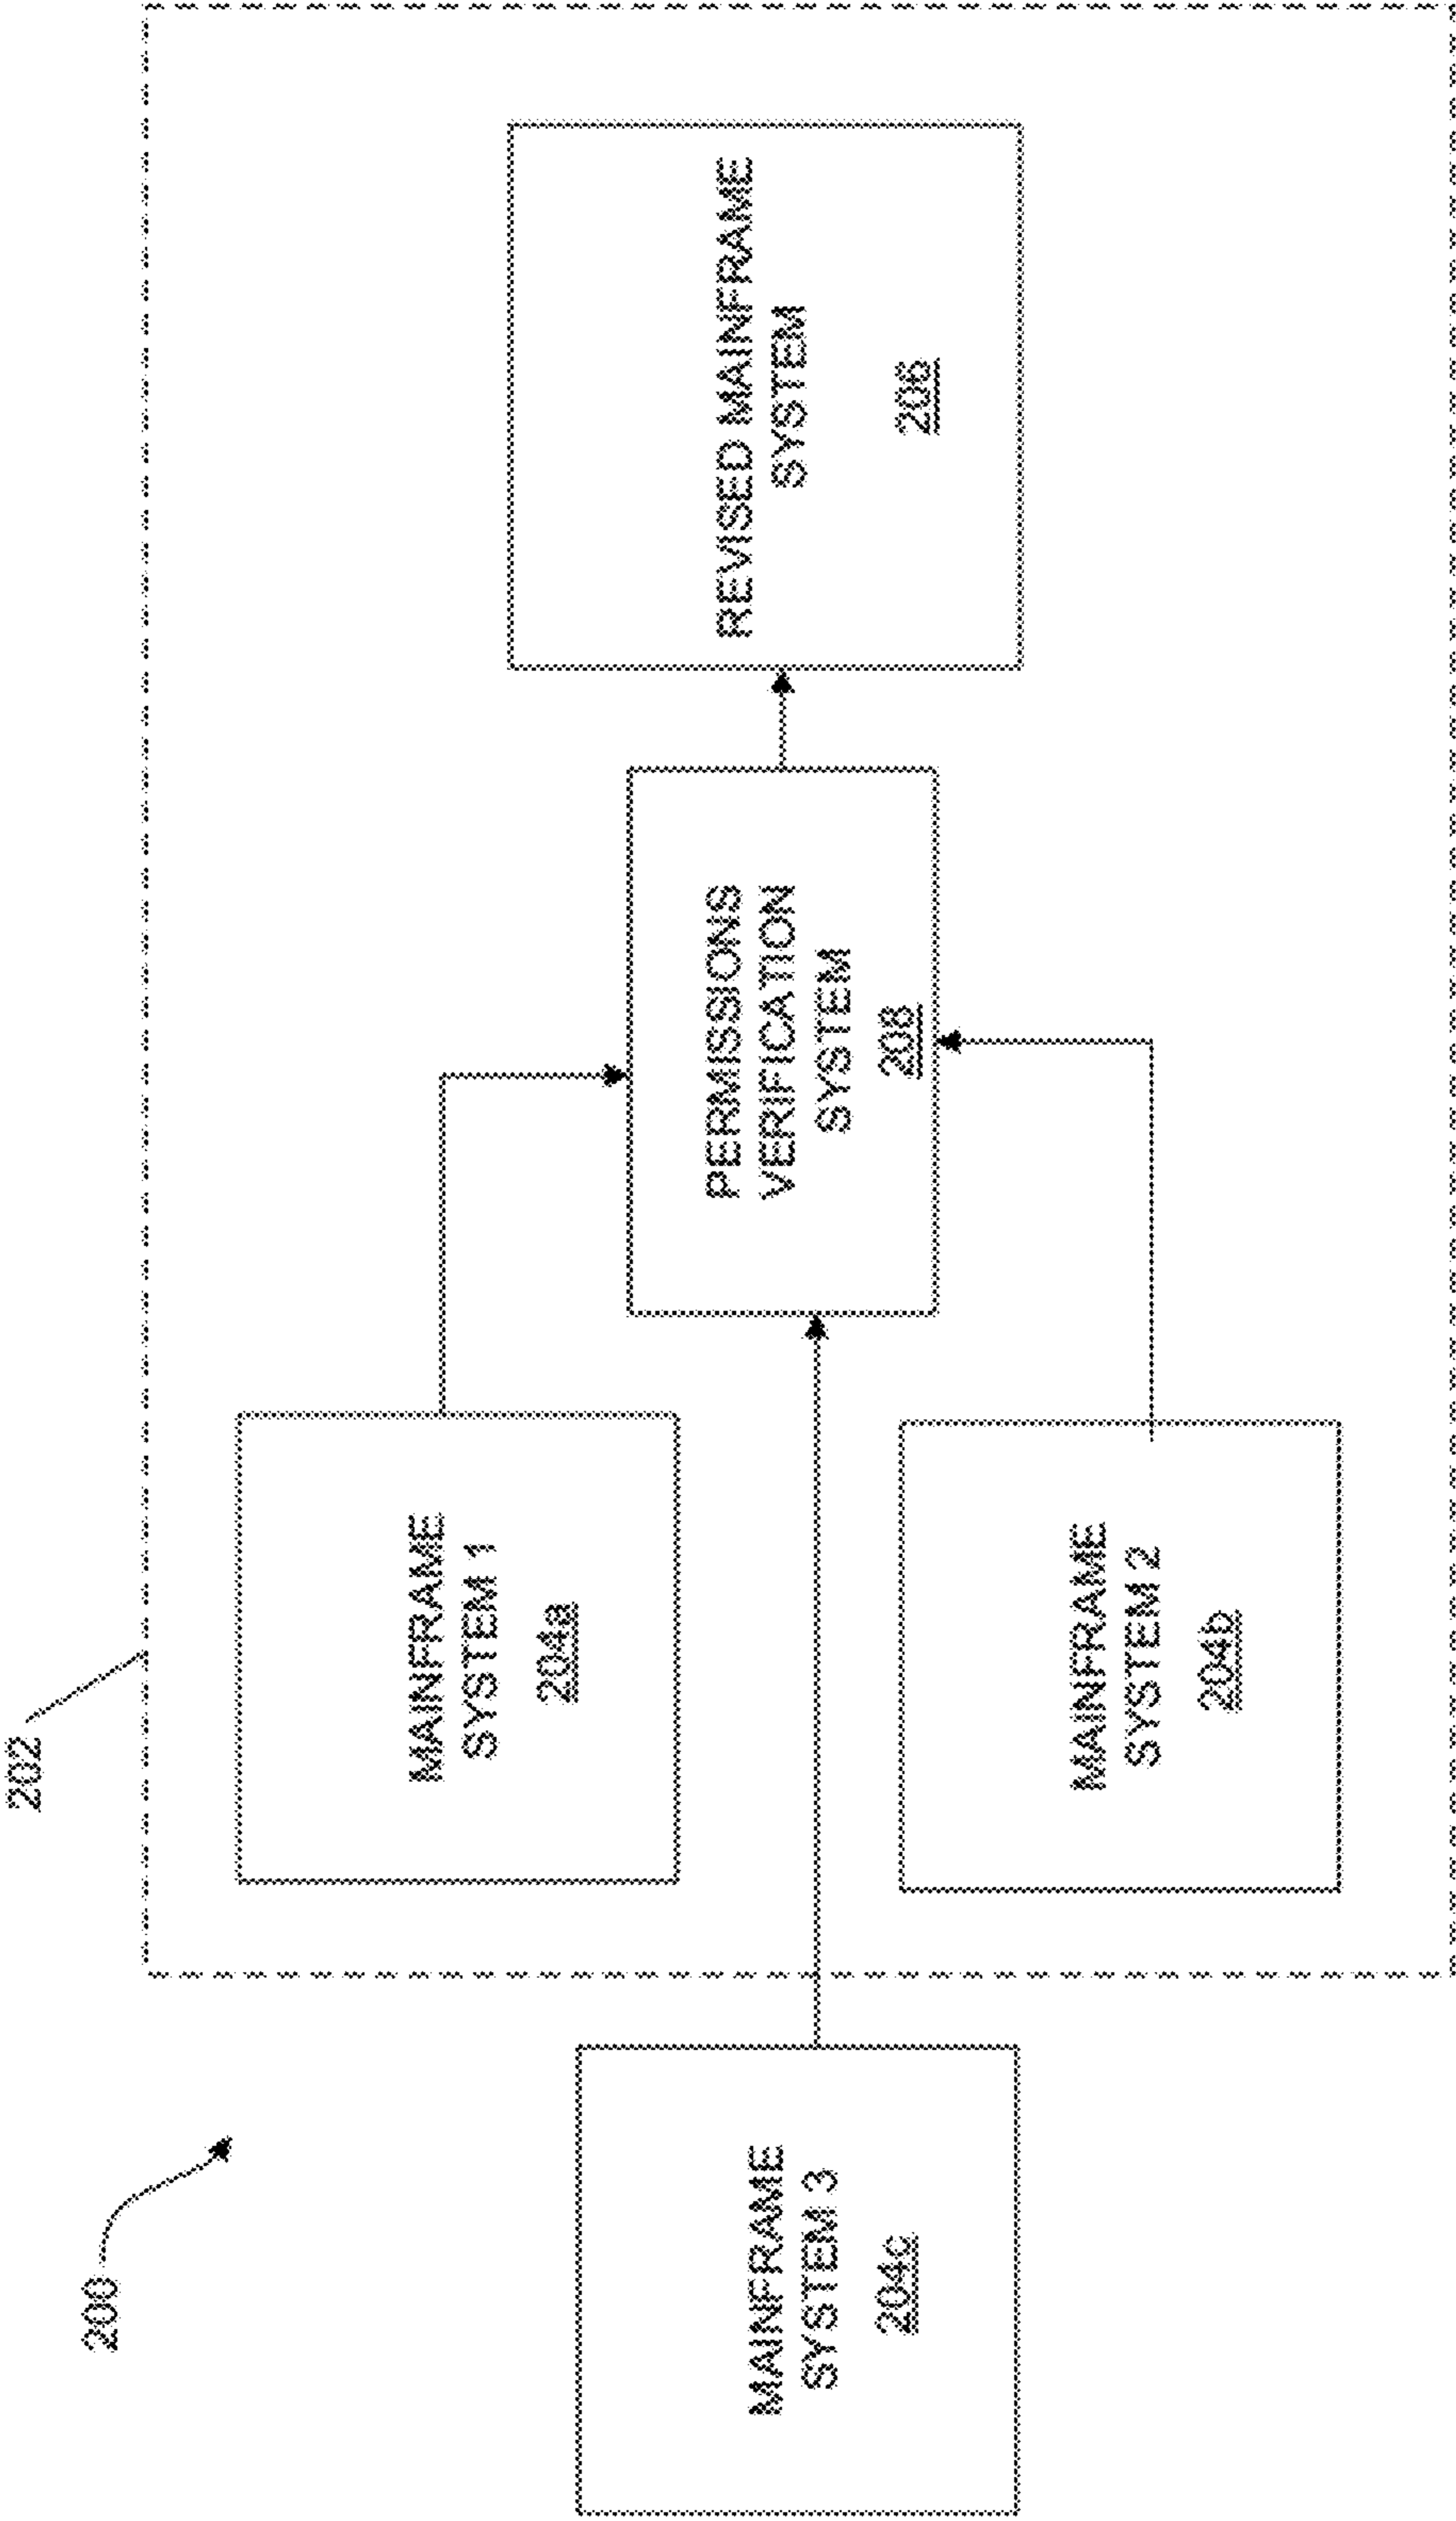 200
202
MAINFRAME
SYSTEM 3
204c
MAINFRAME
SYSTEM 1
204a
MAINFRAME
SYSTEM 2
204b
PERMISSIONS
VERIFICATION
SYSTEM
208
REVISED MAINFRAME
SYSTEM
206